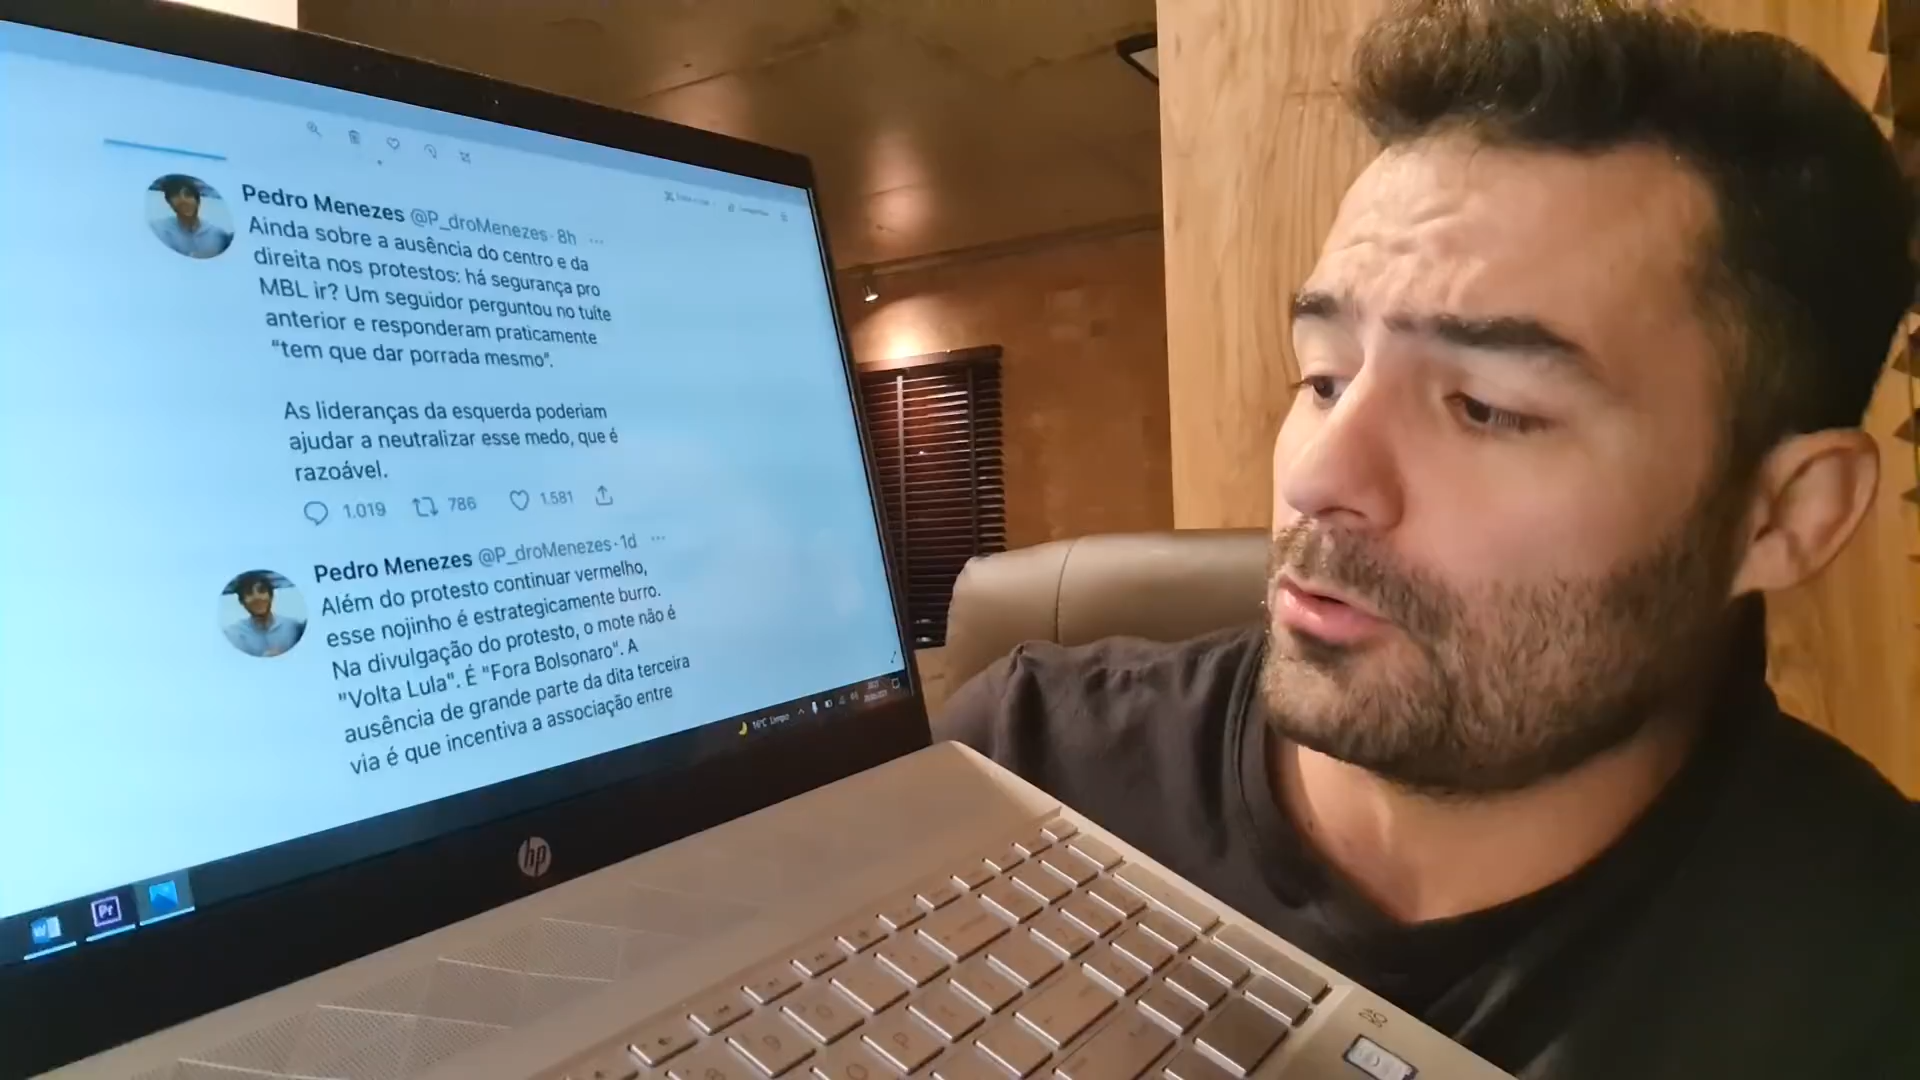 Pedro Menezes @P_droMenezes · 8h ...
Ainda sobre a ausência do centro e da
direita nos protestos: há segurança pro
MBL ir? Um seguidor perguntou no tuíte
anterior e responderam praticamente
"tem que dar porrada mesmo".
As lideranças da esquerda poderiam
ajudar a neutralizar esse medo, que é
razoável.
1.019 786 1.581
Pedro Menezes @P_droMenezes · 1d ...
Além do protesto continuar vermelho,
esse nojinho é estrategicamente burro.
Na divulgação do protesto, o mote não é
"Volta Lula". É "Fora Bolsonaro". A
ausência de grande parte da dita terceira
via é que incentiva a associação entre
16°C Limpo
W
Pr
hp